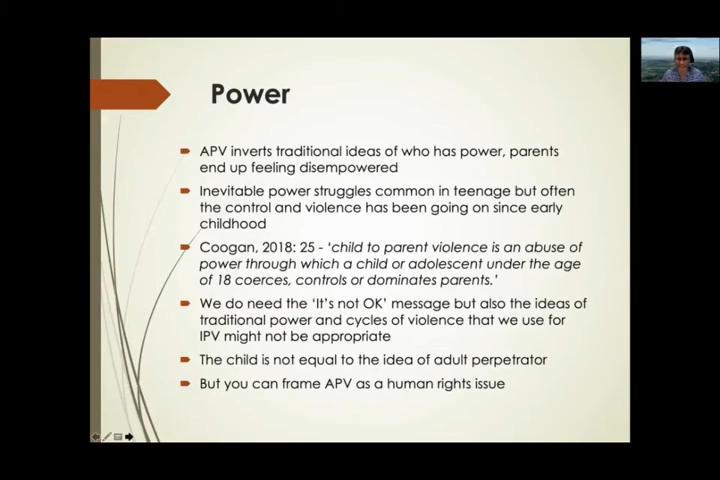 Power
APV inverts traditional ideas of who has power, parents
end up feeling disempowered
Inevitable power struggles common in teenage but often
the control and violence has been going on since early
childhood
Coogan, 2018: 25 - ‘child to parent violence is an abuse of
power through which a child or adolescent under the age
of 18 coerces, controls or dominates parents.’
We do need the ‘It’s not OK’ message but also the ideas of
traditional power and cycles of violence that we use for
IPV might not be appropriate
The child is not equal to the idea of adult perpetrator
But you can frame APV as a human rights issue